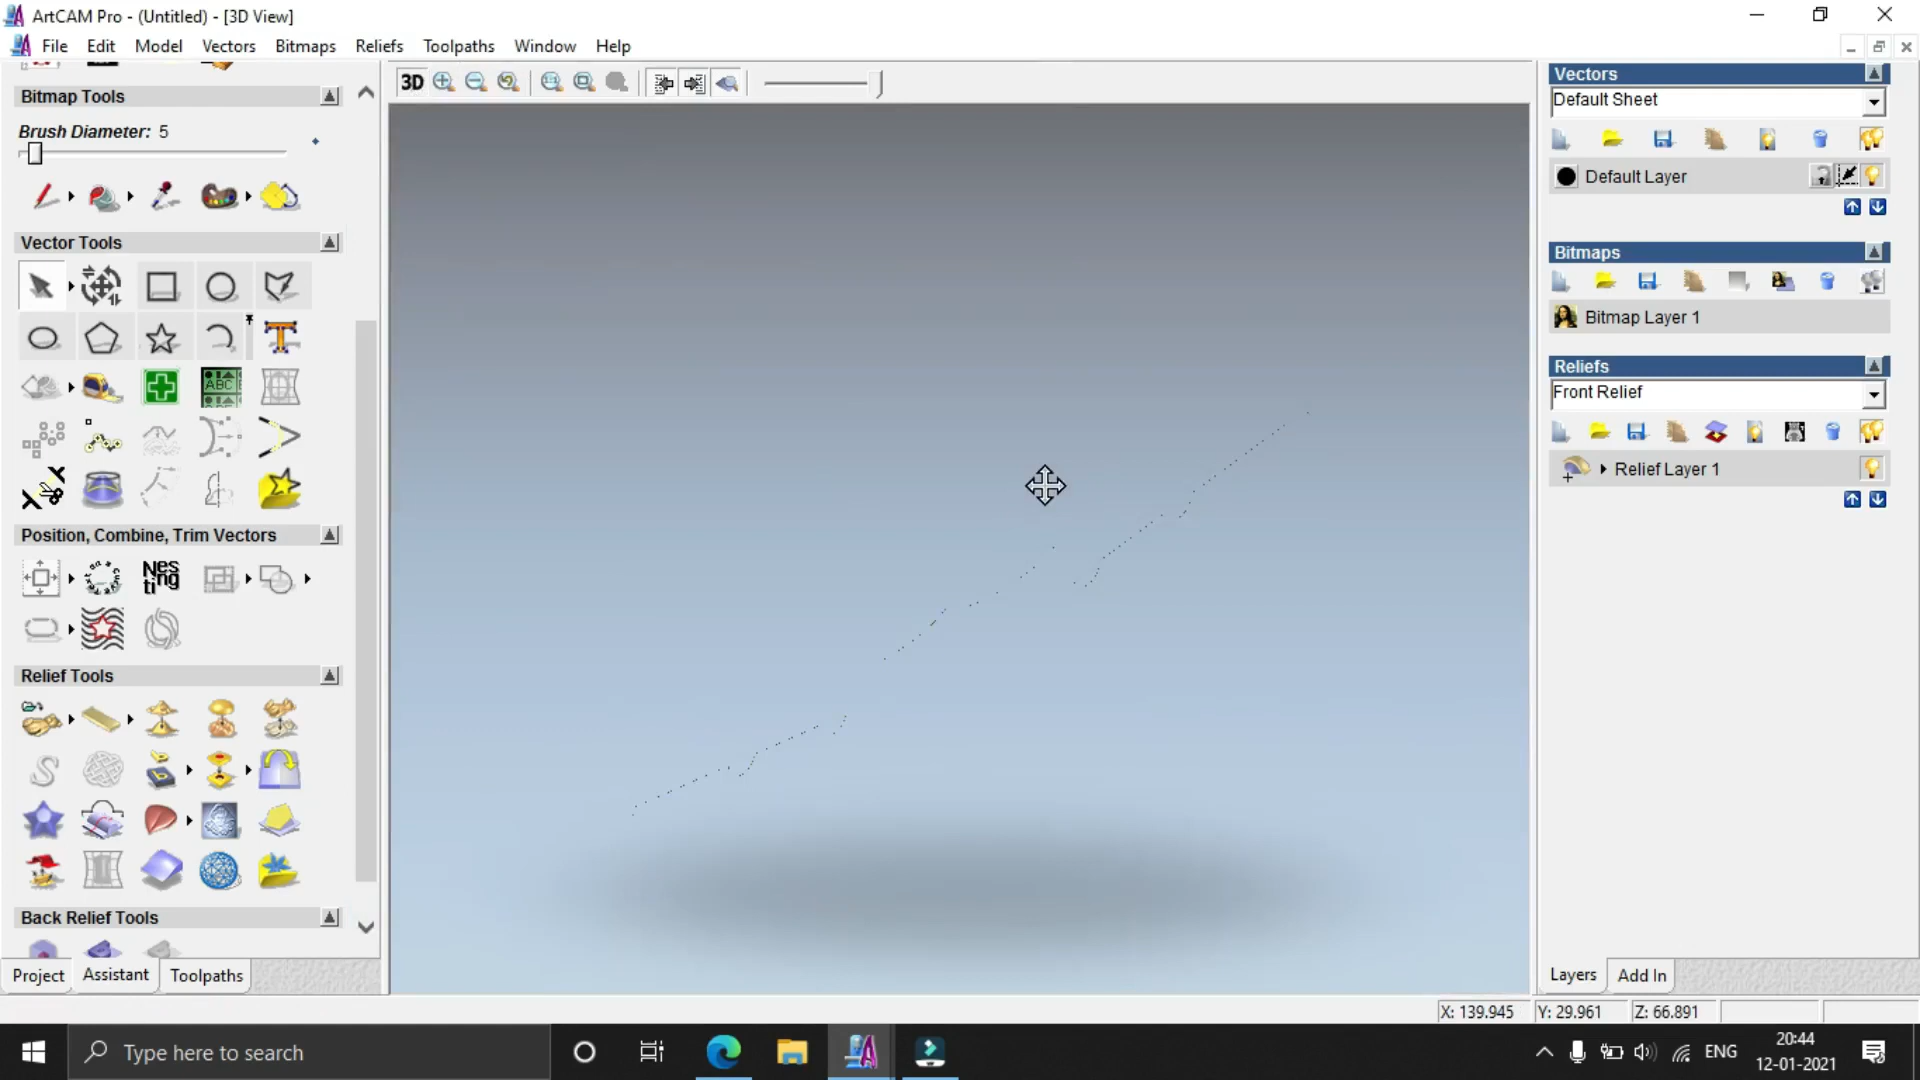 ArtCAM Pro - (Untitled) - [3D View]
File Edit Model Vectors Bitmaps Reliefs Toolpaths Window Help
Bitmap Tools
Brush Diameter: 5
Vector Tools
T
ABC
Position, Combine, Trim Vectors
Nes
ting
Relief Tools
S
Back Relief Tools
Project Assistant Toolpaths
3D
Vectors
Default Sheet
Default Layer
Bitmaps
Bitmap Layer 1
Reliefs
Front Relief
Relief Layer 1
Layers Add In
X: 139.945 Y: 29.961 Z: 66.891
Type here to search
ENG
20:44
12-01-2021